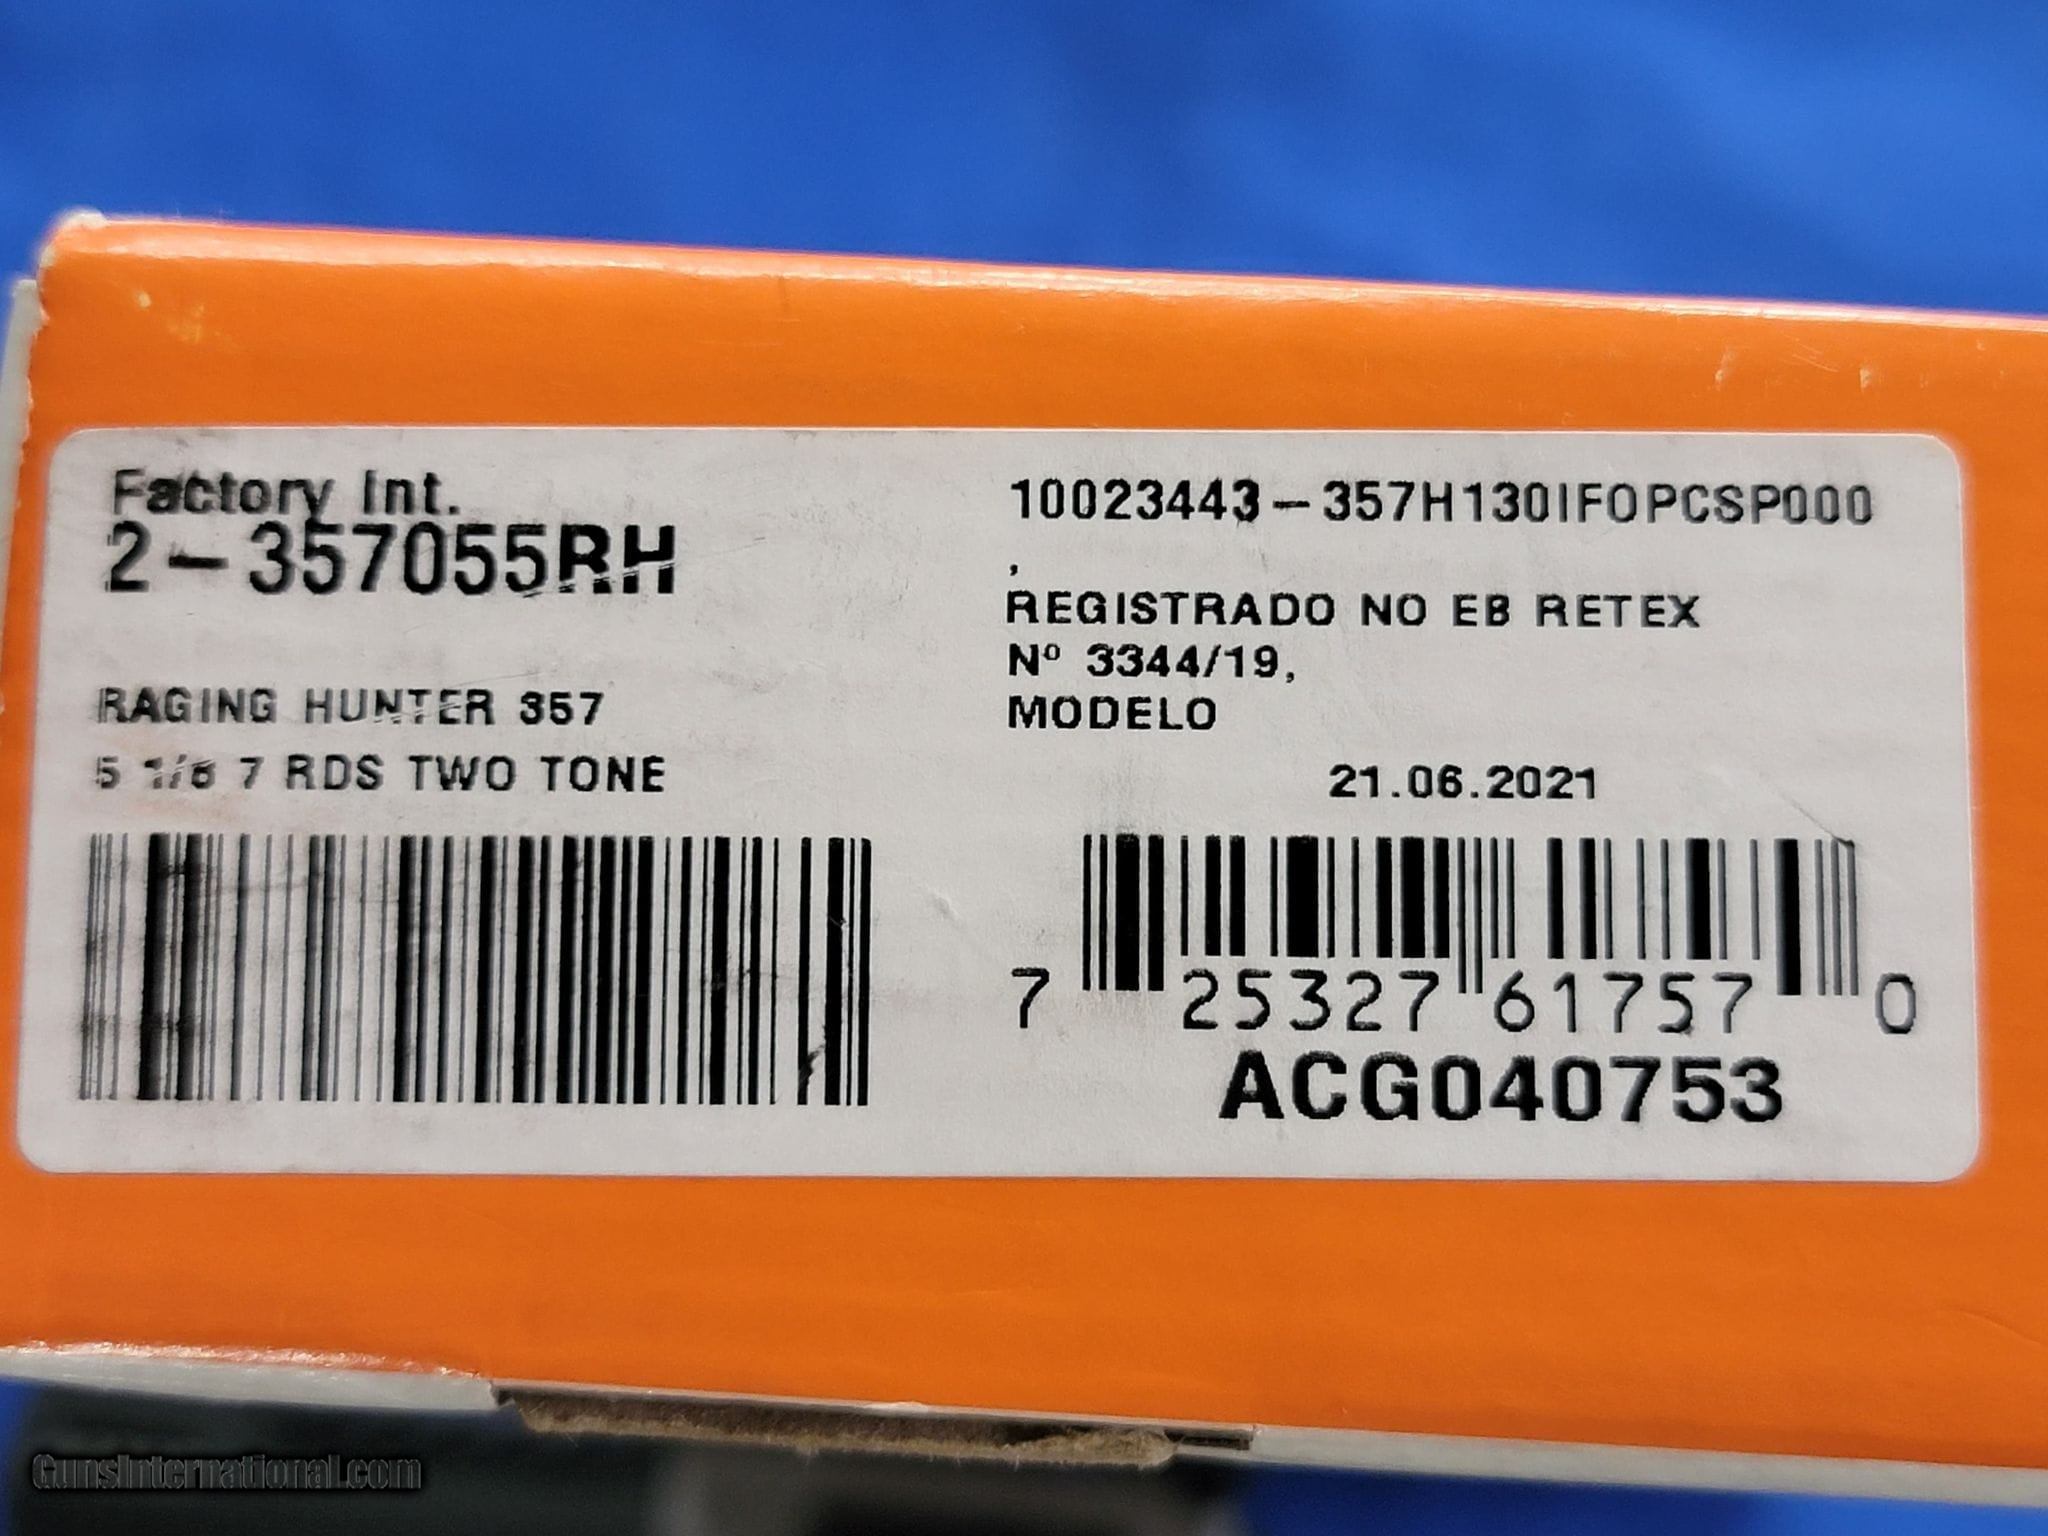 Factory Int.
2-357055RH
RAGING HUNTER 357
5 1/8 7 RDS TWO TONE
10023443-357H130IFOPCSP000
,
REGISTRADO NO EB RETEX
Nº 3344/19,
MODELO
21.06.2021
7 25327 61757 0
ACG040753
GunsInternational.com